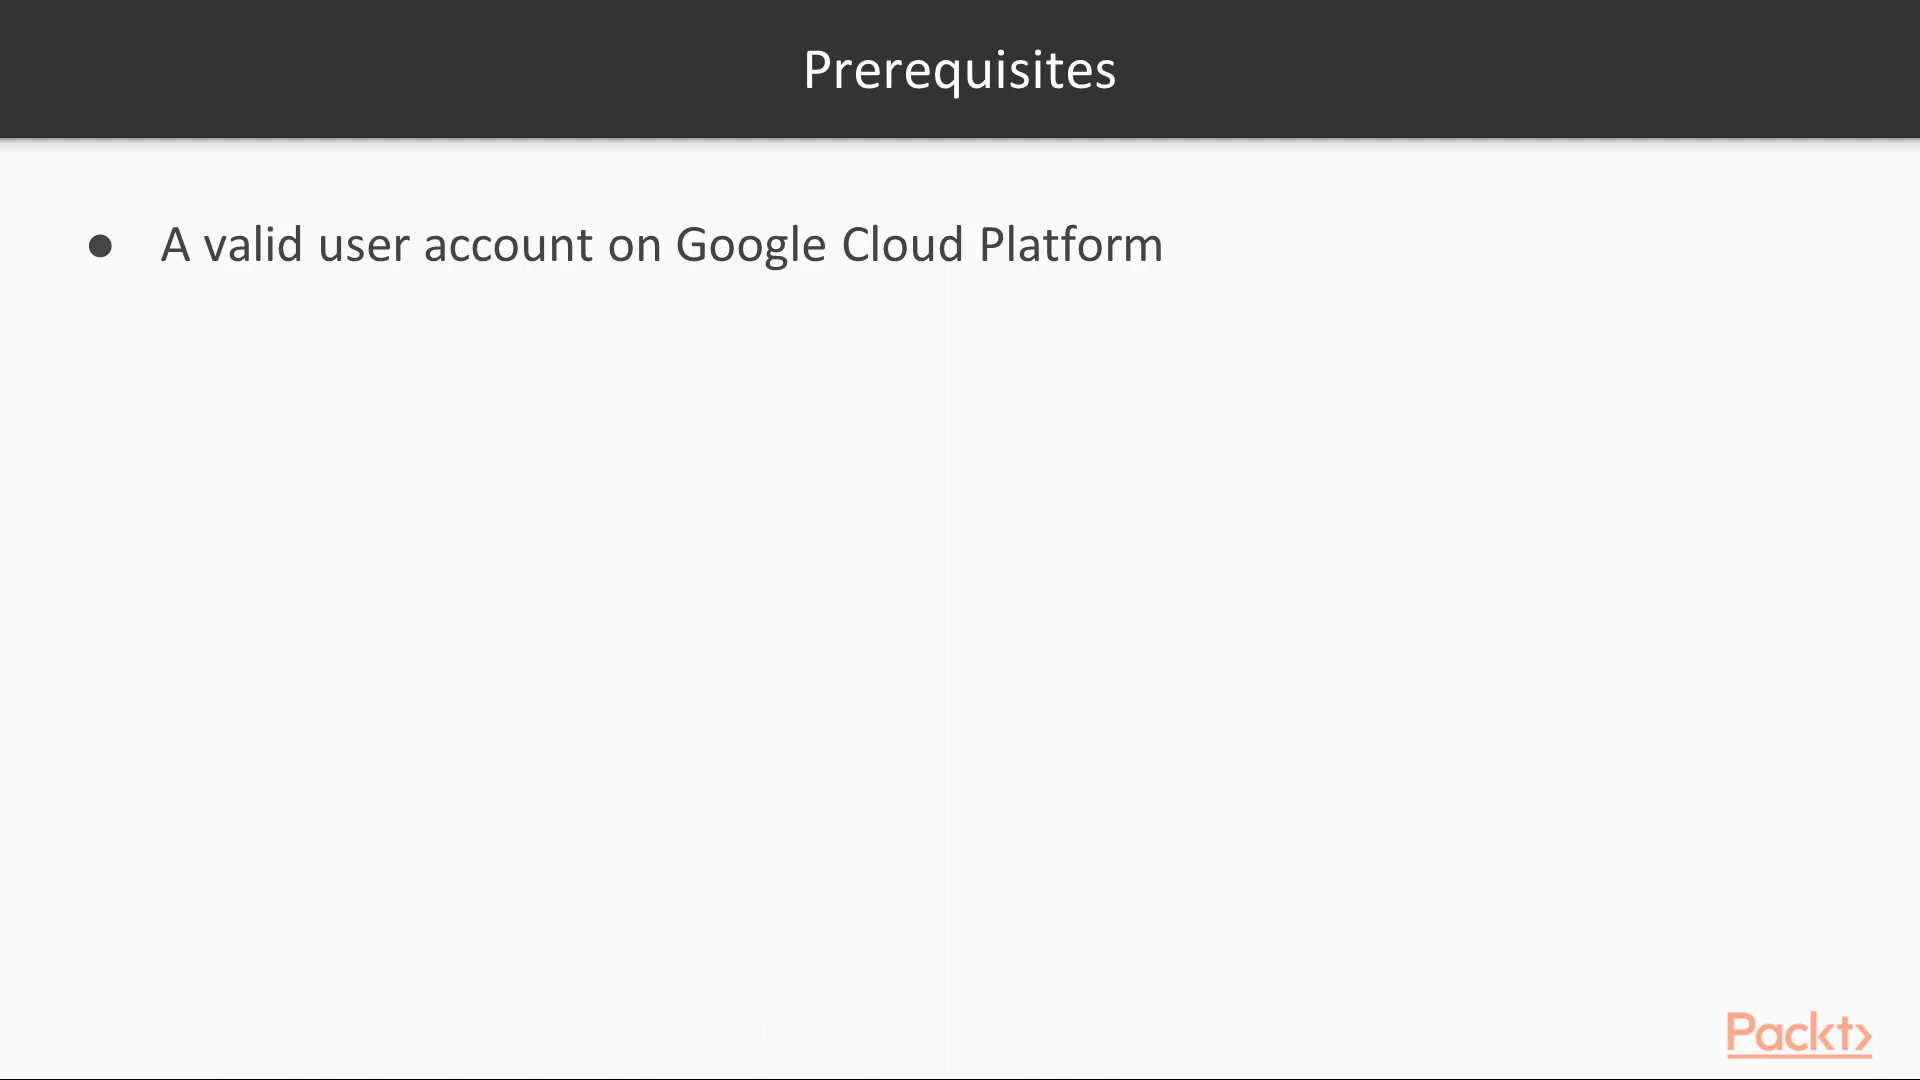 Prerequisites
● A valid user account on Google Cloud Platform
Packt>